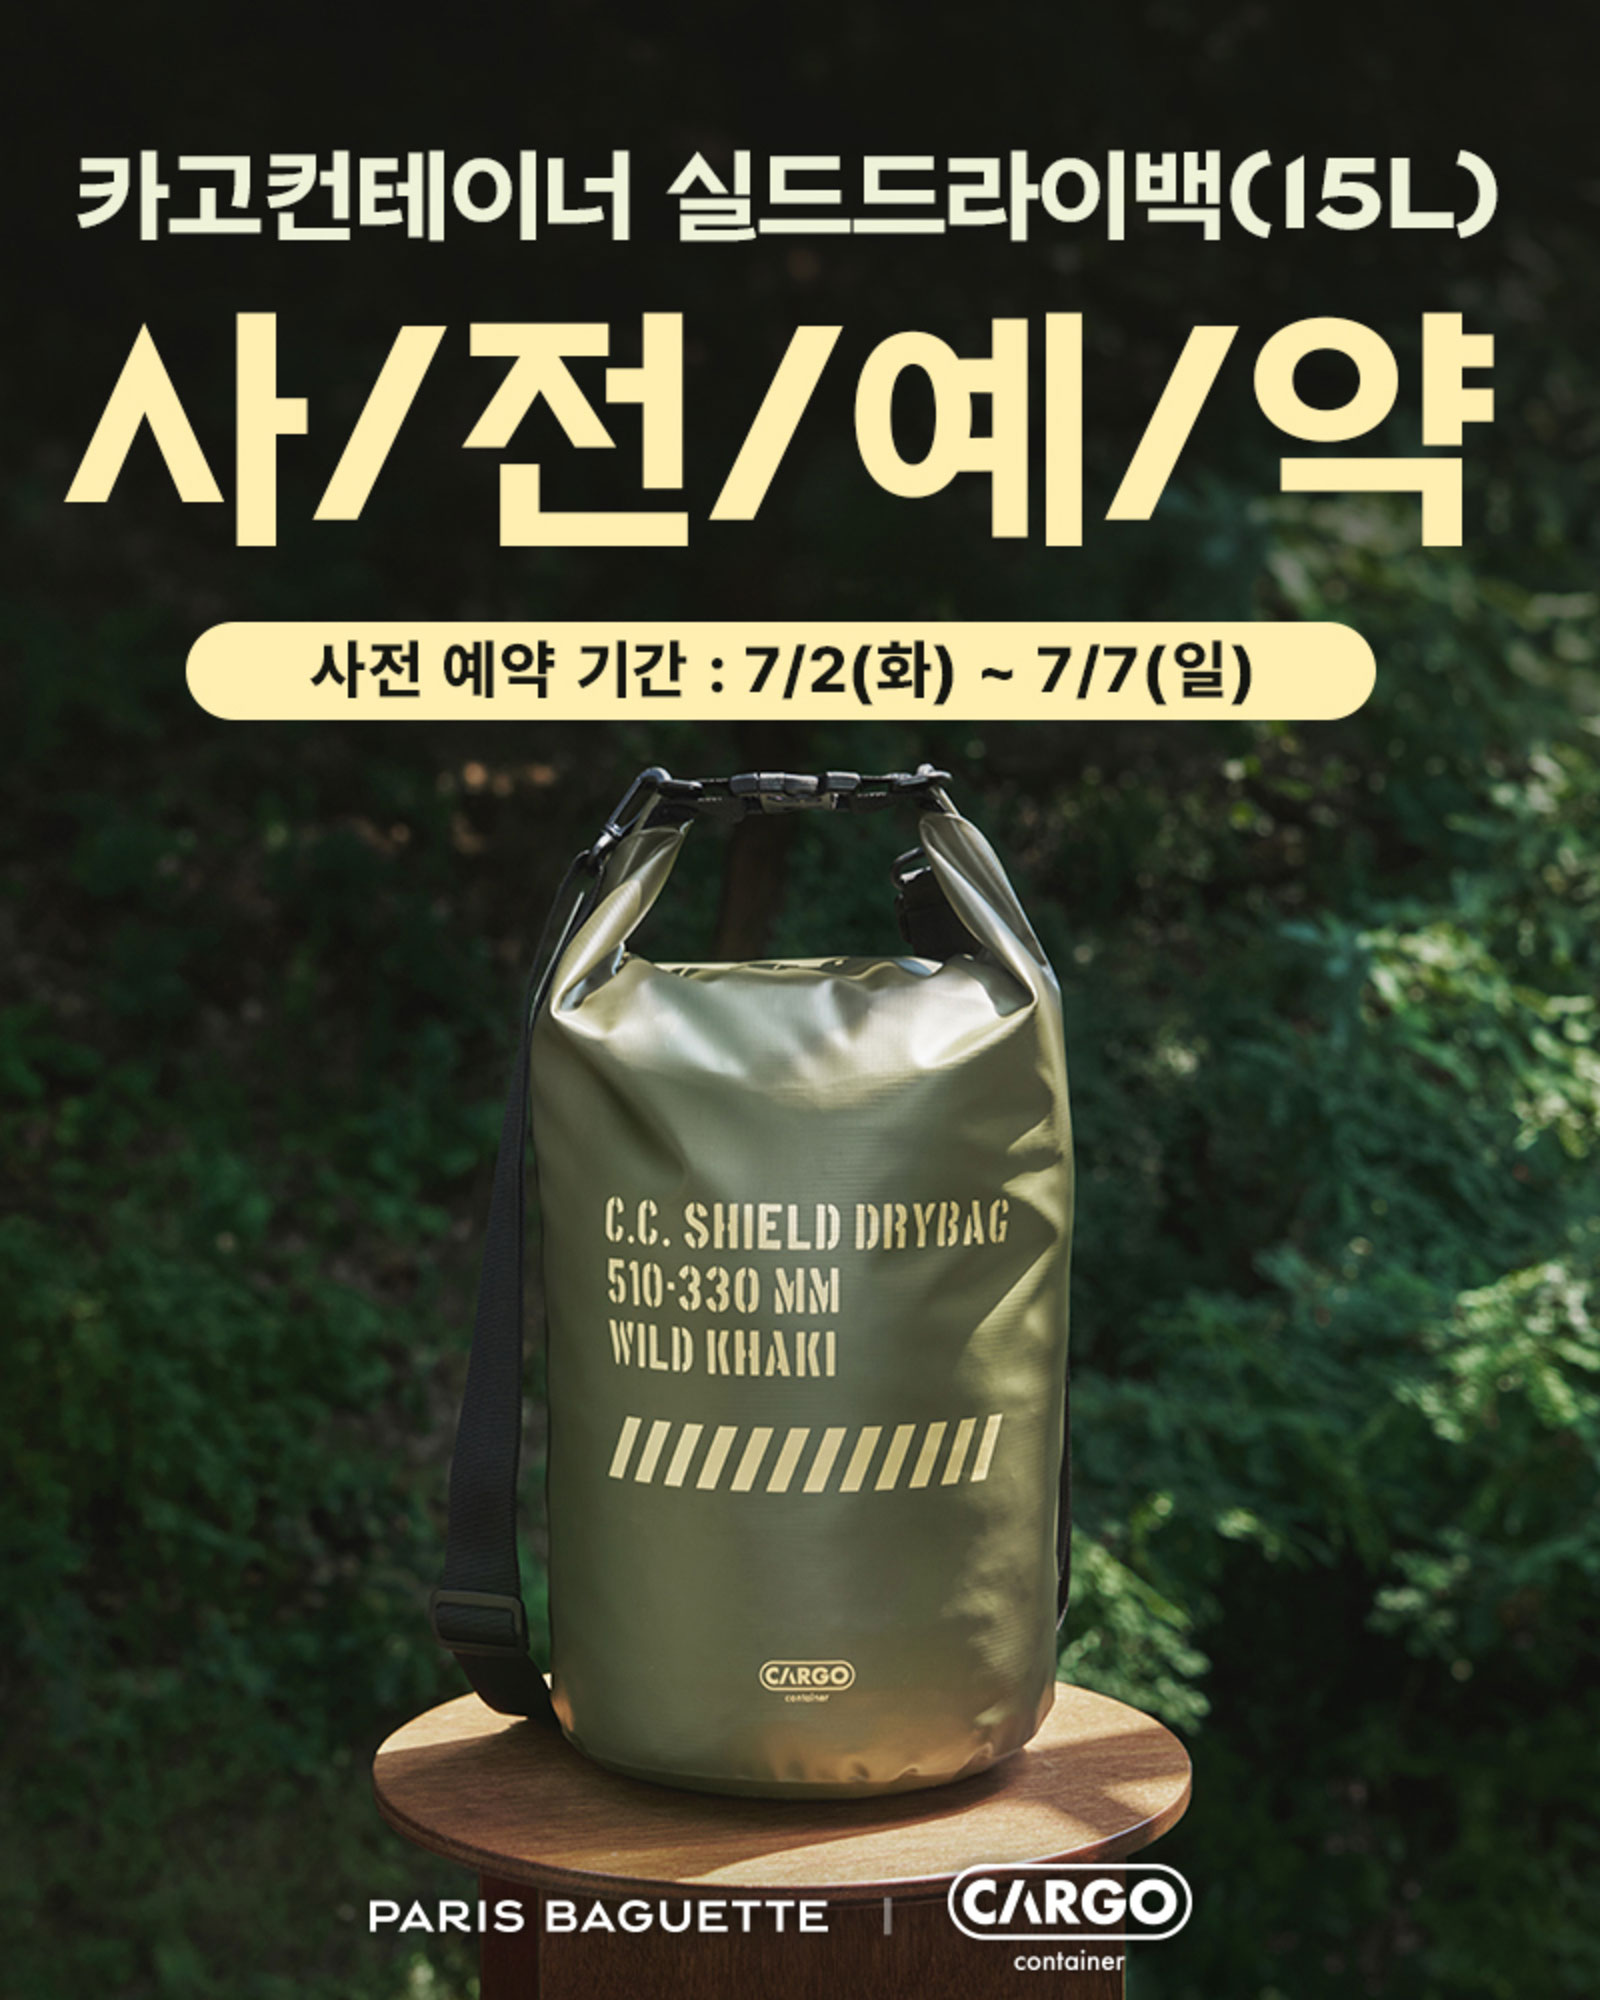 카고컨테이너 실드드라이백(15L)
사/전/예/약
사전 예약 기간 : 7/2(화) ~ 7/7(일)
C.C. SHIELD DRYBAG
510-330 MM
WILD KHAKI
CARGO
container
PARIS BAGUETTE | CARGO
container